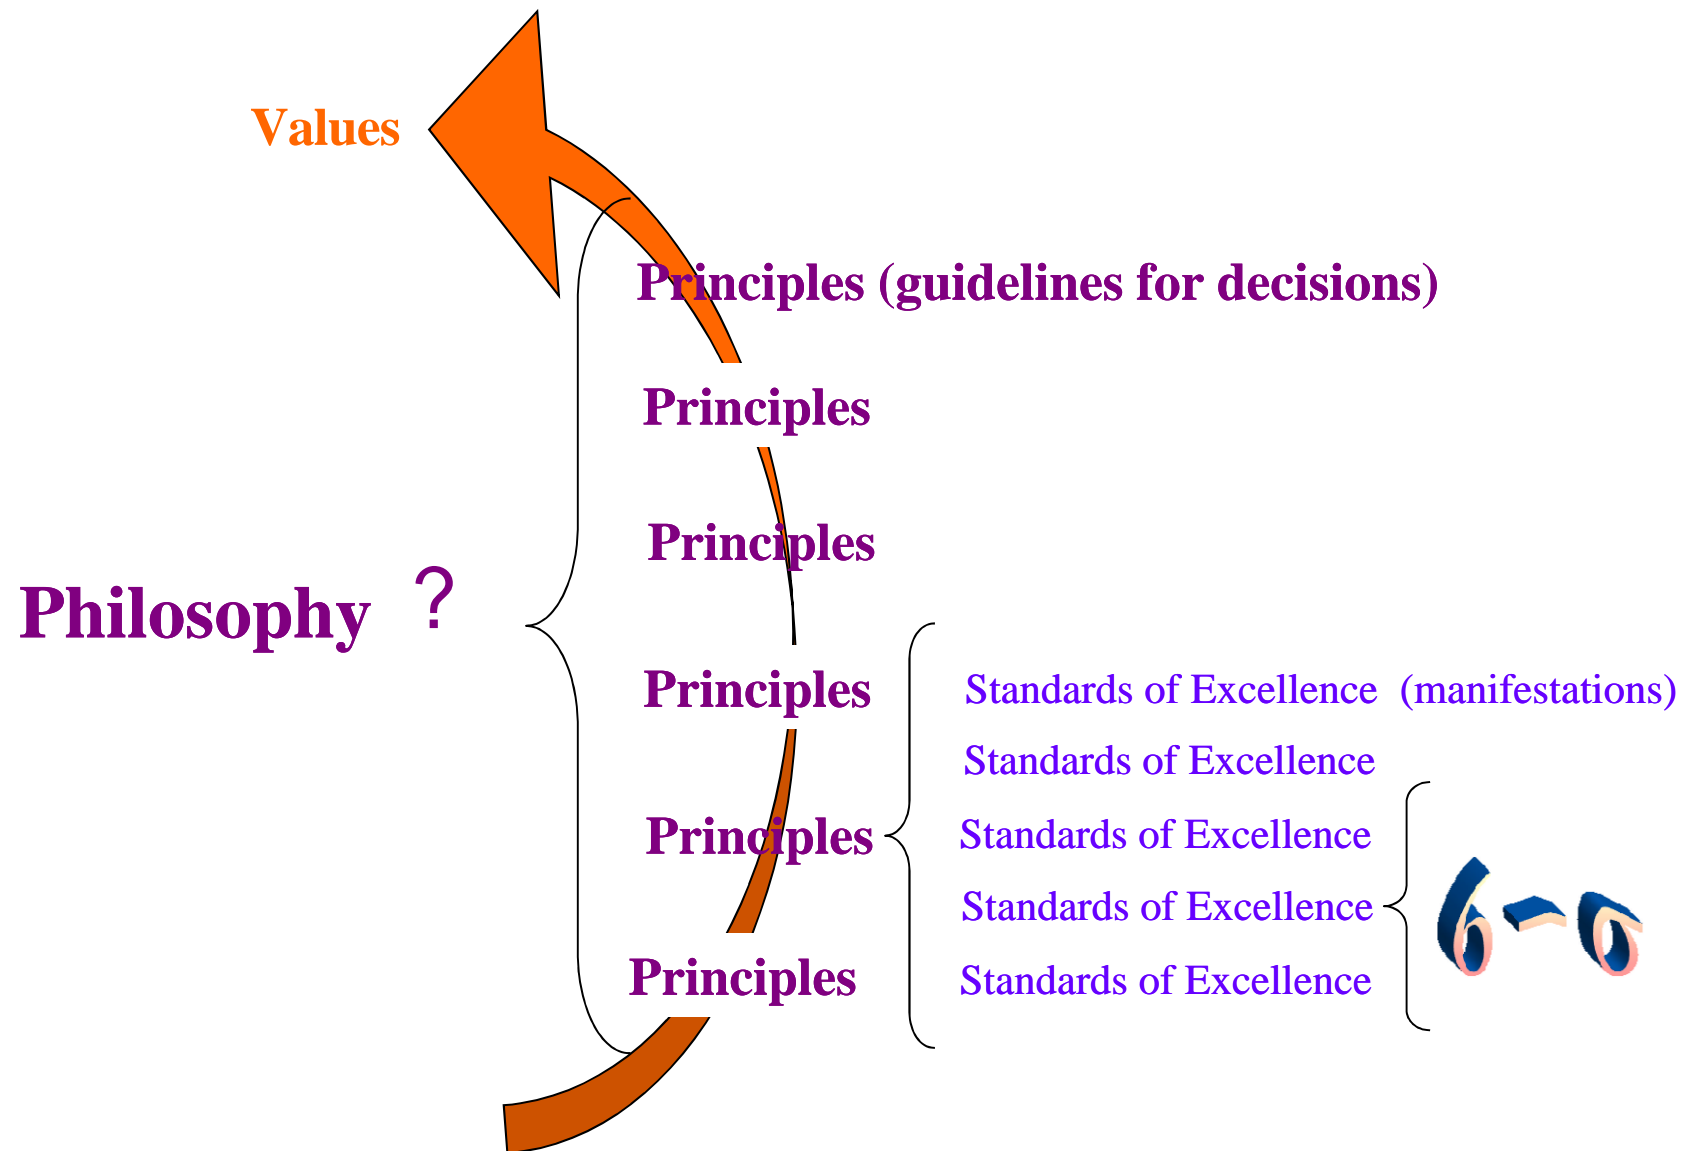 Values
Principles (guidelines for decisions)
Principles
Principles
Philosophy ?
Principles
Standards of Excellence (manifestations)
Standards of Excellence
Principles
Standards of Excellence
Standards of Excellence
6-σ
Principles
Standards of Excellence